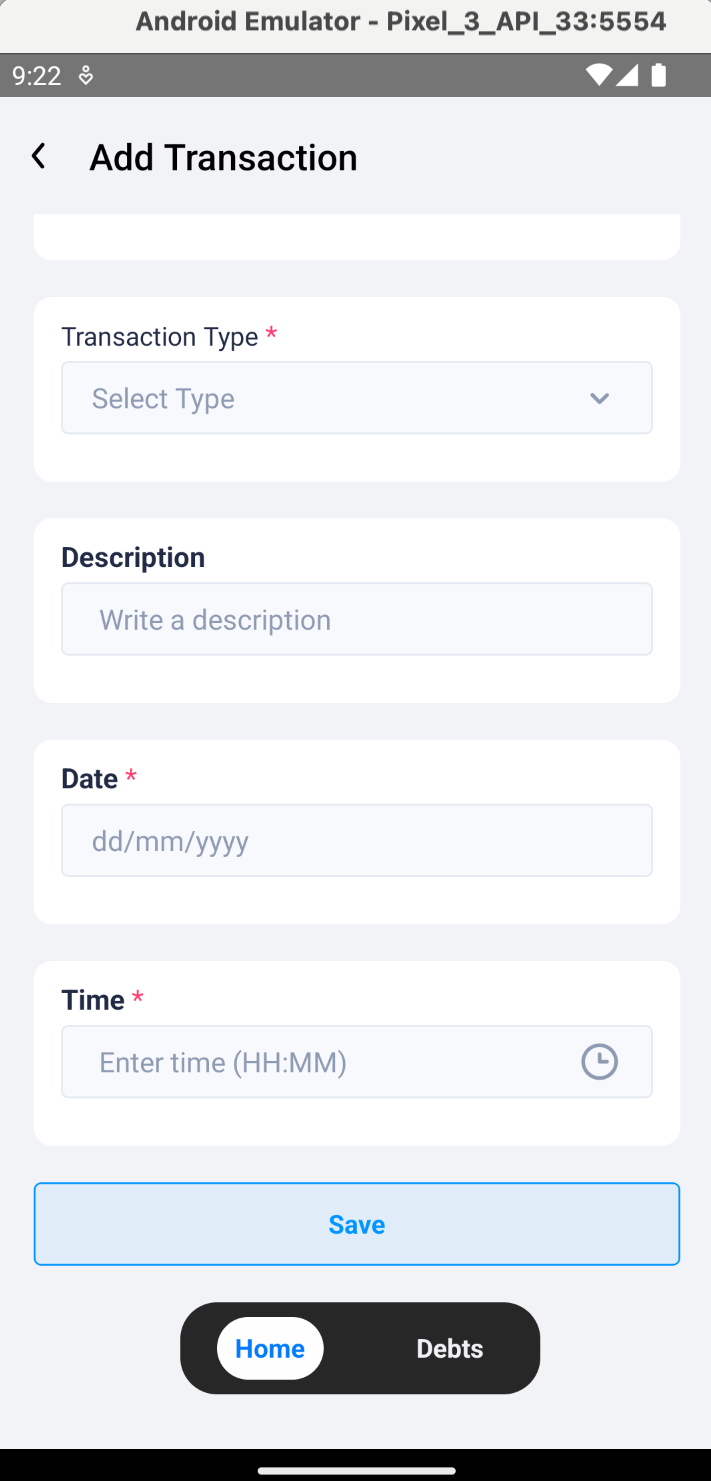 Android Emulator - Pixel_3_API_33:5554
9:22
Add Transaction
Transaction Type *
Select Type
Description
Write a description
Date *
dd/mm/yyyy
Time *
Enter time (HH:MM)
Save
Home Debts